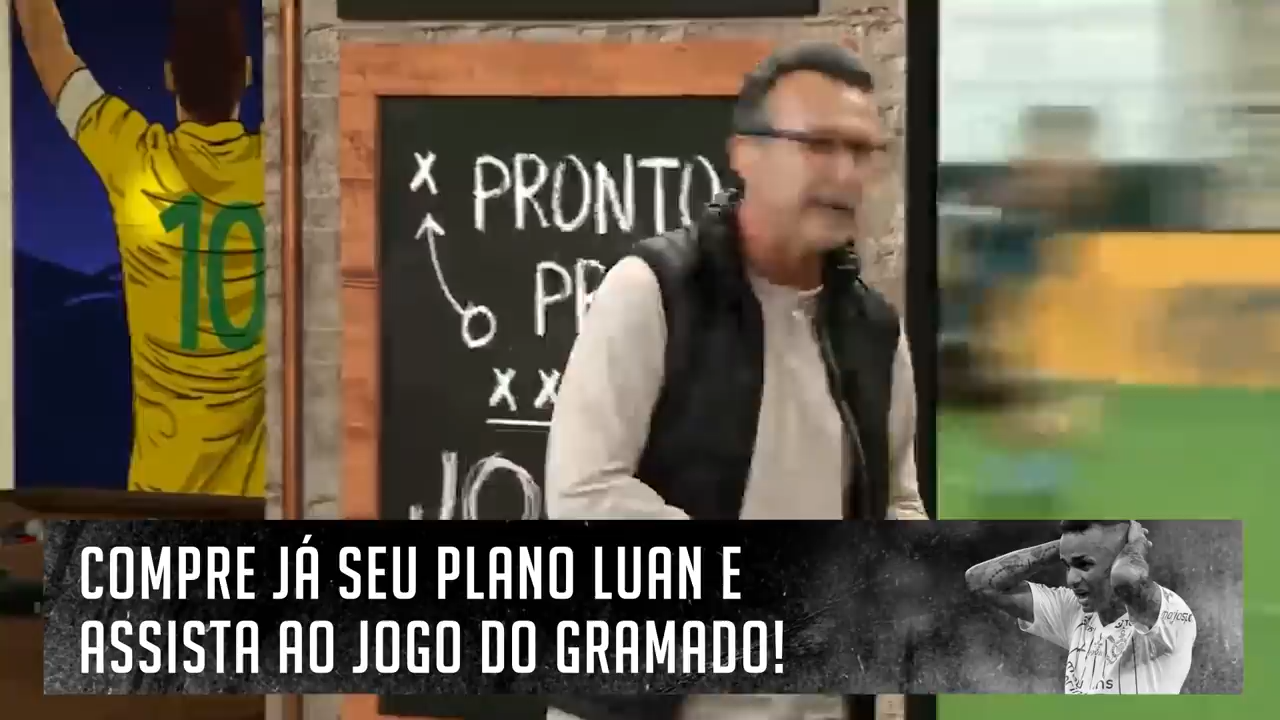 10
X PRONTO
X X
COMPRE JÁ SEU PLANO LUAN E
ASSISTA AO JOGO DO GRAMADO!